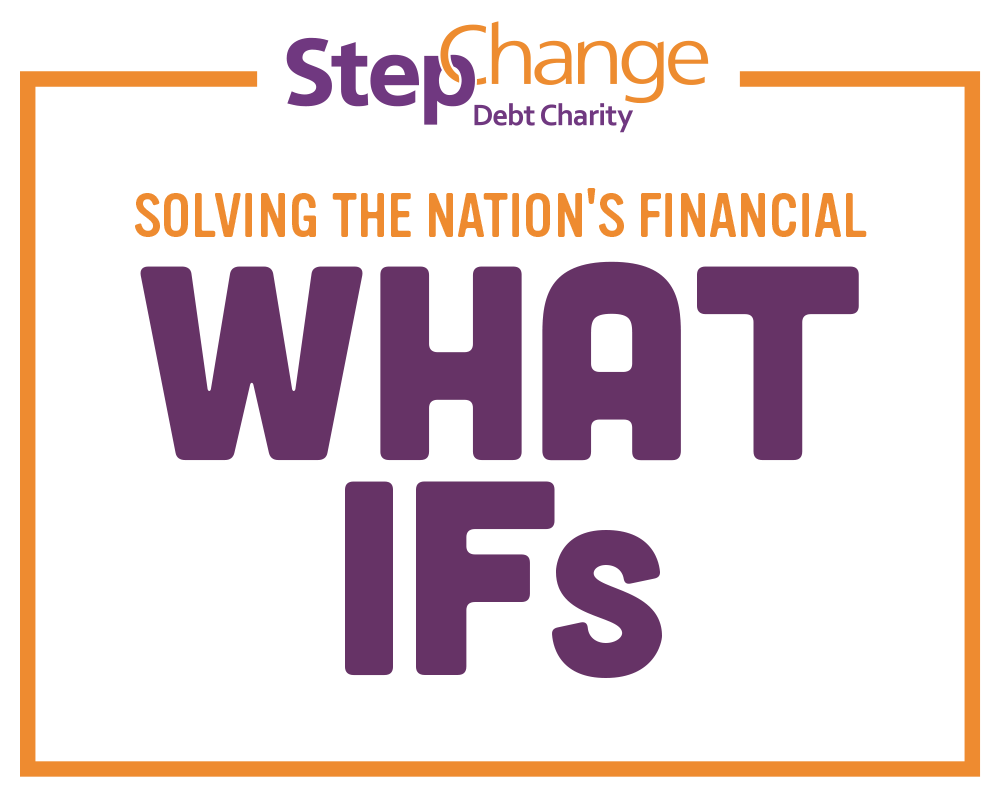 StepChange
Debt Charity
SOLVING THE NATION'S FINANCIAL
WHAT
IFs